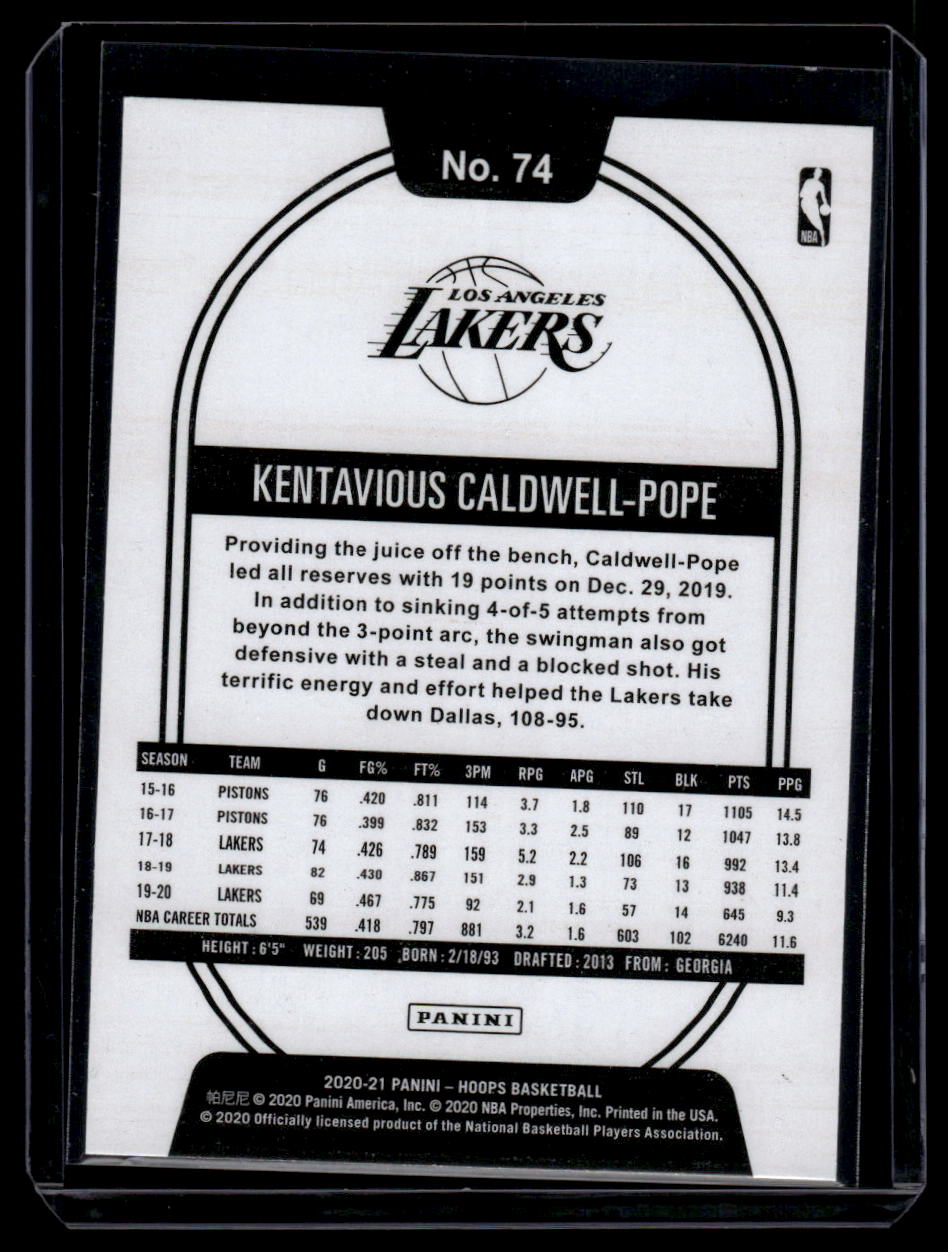 No. 74
NBA
LOS ANGELES
LAKERS
KENTAVIOUS CALDWELL-POPE
Providing the juice off the bench, Caldwell-Pope
led all reserves with 19 points on Dec. 29, 2019.
In addition to sinking 4-of-5 attempts from
beyond the 3-point arc, the swingman also got
defensive with a steal and a blocked shot. His
terrific energy and effort helped the Lakers take
down Dallas, 108-95.
SEASON TEAM G FG% FT% 3PM RPG APG STL BLK PTS PPG
15-16 PISTONS 76 .420 .811 114 3.7 1.8 110 17 1105 14.5
16-17 PISTONS 76 .399 .832 153 3.3 2.5 89 12 1047 13.8
17-18 LAKERS 74 .426 .789 159 5.2 2.2 106 16 992 13.4
18-19 LAKERS 82 .430 .867 151 2.9 1.3 73 13 938 11.4
19-20 LAKERS 69 .467 .775 92 2.1 1.6 57 14 645 9.3
NBA CAREER TOTALS 539 .418 .797 881 3.2 1.6 603 102 6240 11.6
HEIGHT: 6'5" WEIGHT: 205 BORN: 2/18/93 DRAFTED: 2013 FROM: GEORGIA
PANINI
2020-21 PANINI – HOOPS BASKETBALL
帕尼尼 © 2020 Panini America, Inc. © 2020 NBA Properties, Inc. Printed in the USA.
© 2020 Officially licensed product of the National Basketball Players Association.